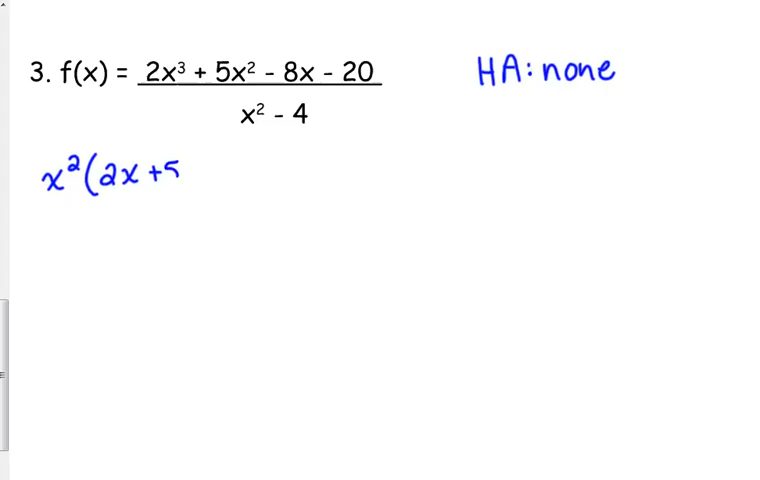 3. f(x) = 2x³ + 5x² - 8x - 20
x² - 4
HA: none
x²(2x +5